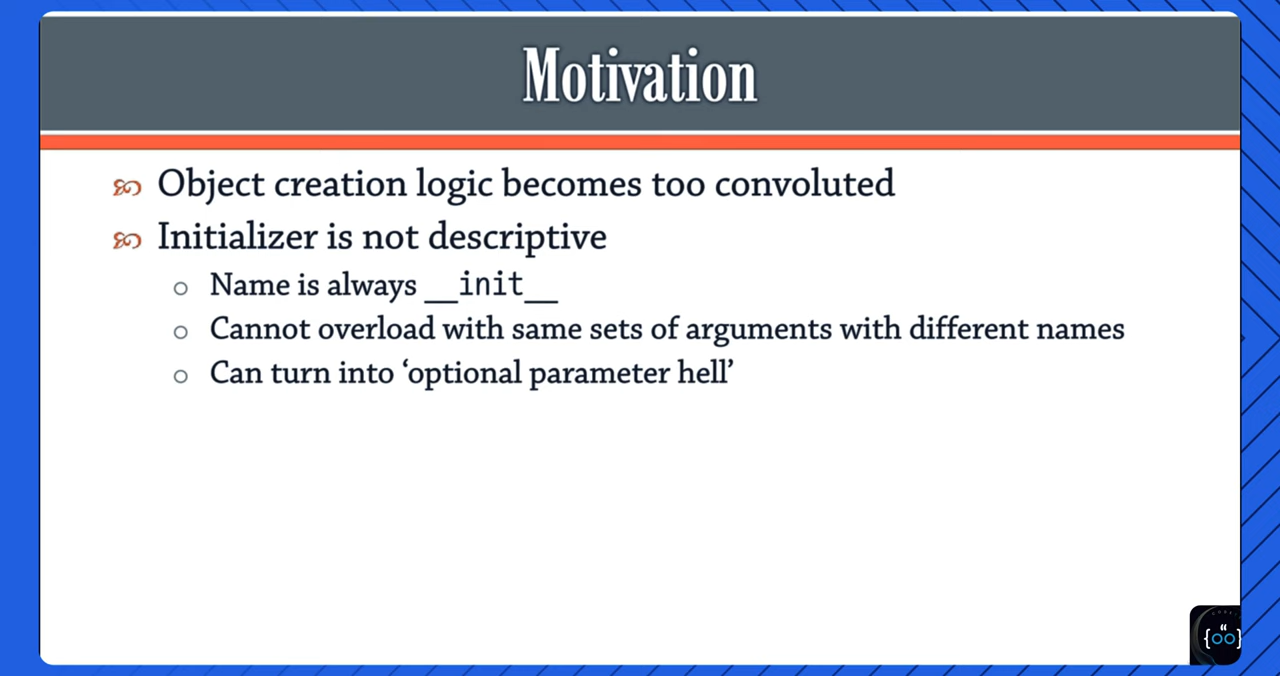 Motivation
Object creation logic becomes too convoluted
Initializer is not descriptive
Name is always __init__
Cannot overload with same sets of arguments with different names
Can turn into ‘optional parameter hell’
{“oo}